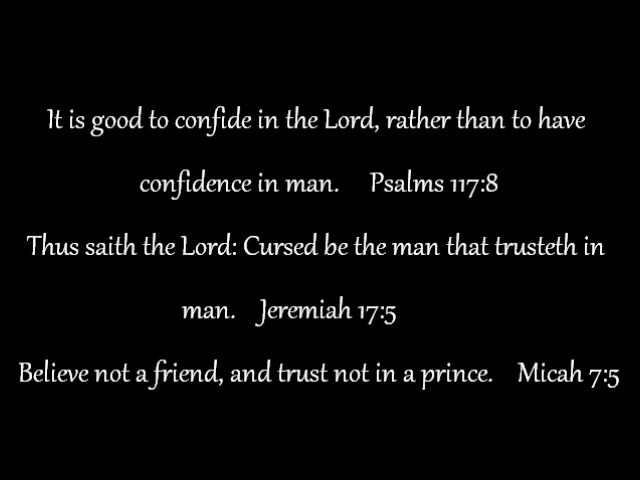 It is good to confide in the Lord, rather than to have
confidence in man. Psalms 117:8
Thus saith the Lord: Cursed be the man that trusteth in
man. Jeremiah 17:5
Believe not a friend, and trust not in a prince. Micah 7:5